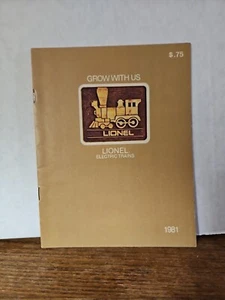 $.75
GROW WITH US
LIONEL
LIONEL
ELECTRIC TRAINS
1981